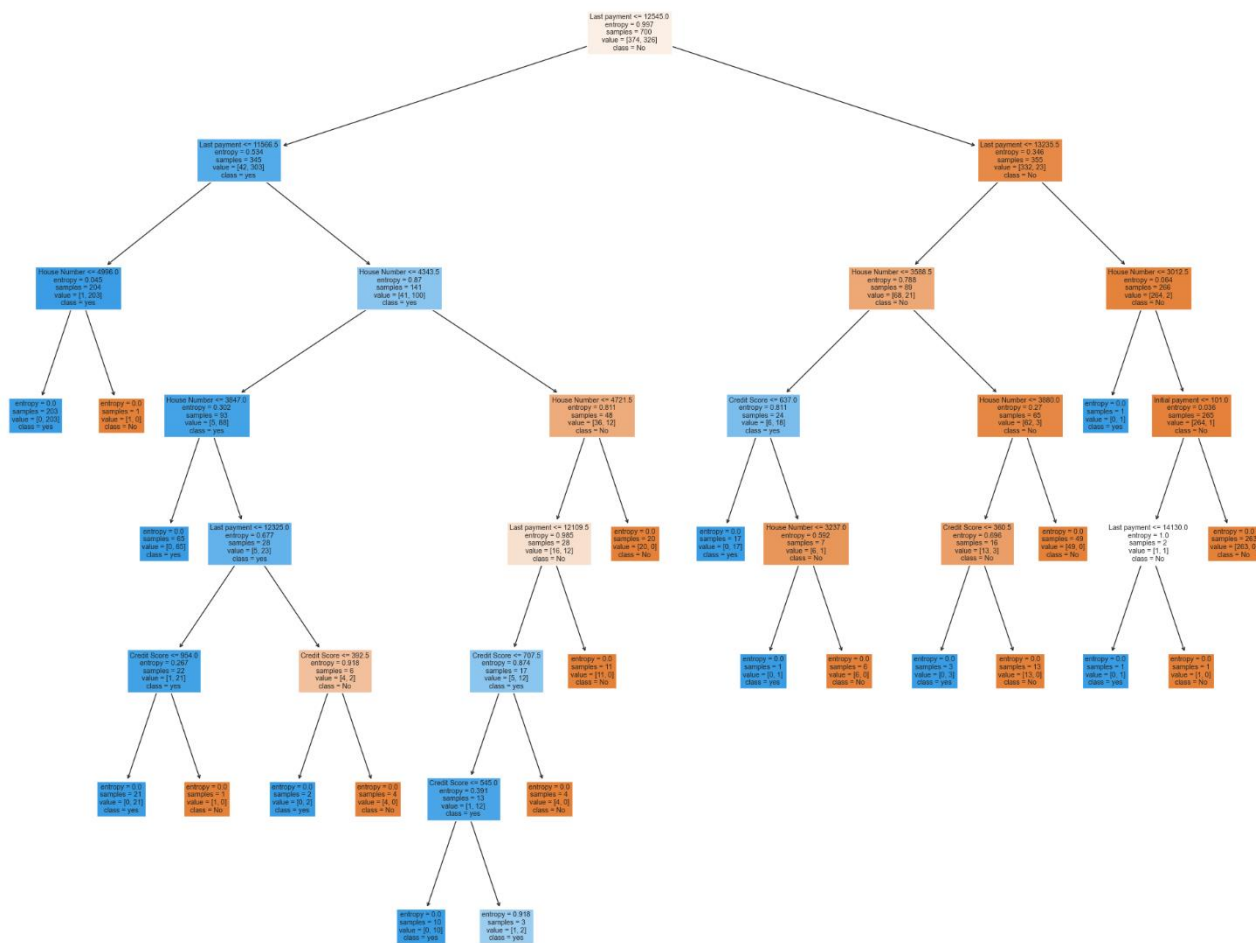 Last payment <= 12545.0
entropy = 0.997
samples = 700
value = [374, 326]
class = No
Last payment <= 11566.5
entropy = 0.534
samples = 345
value = [42, 303]
class = yes
Last payment <= 13235.5
entropy = 0.346
samples = 355
value = [332, 23]
class = No
House Number <= 4996.0
entropy = 0.045
samples = 204
value = [1, 203]
class = yes
House Number <= 4343.5
entropy = 0.87
samples = 141
value = [41, 100]
class = yes
House Number <= 3588.5
entropy = 0.788
samples = 89
value = [68, 21]
class = No
House Number <= 3012.5
entropy = 0.064
samples = 266
value = [264, 2]
class = No
entropy = 0.0
samples = 203
value = [0, 203]
class = yes
entropy = 0.0
samples = 1
value = [1, 0]
class = No
House Number <= 3847.0
entropy = 0.302
samples = 93
value = [5, 88]
class = yes
House Number <= 4721.5
entropy = 0.811
samples = 48
value = [36, 12]
class = No
Credit Score <= 637.0
entropy = 0.811
samples = 24
value = [6, 18]
class = yes
House Number <=
entropy = 0.27
samples = 65
value = [62, 3]
class = No
entropy = 0.0
samples = 1
value = [0, 1]
class = yes
Initial payment <= 101.0
entropy = 0.036
samples = 265
value = [264, 1]
class = No
entropy = 0.0
samples = 65
value = [0, 65]
class = yes
Last payment <= 12325.0
entropy = 0.677
samples = 28
value = [5, 23]
class = yes
Last payment <= 12109.5
entropy = 0.985
samples = 28
value = [16, 12]
class = No
entropy = 0.0
samples = 20
value = [20, 0]
class = No
entropy = 0.0
samples = 17
value = [0, 17]
class = yes
House Number <= 3237.0
entropy = 0.592
samples = 7
value = [6, 1]
class = No
Credit Score <= 360.5
entropy = 0.696
samples = 16
value = [13, 3]
class = No
entropy = 0.0
samples = 49
value = [49, 0]
class = No
Last payment <= 14130.0
entropy = 1.0
samples = 2
value = [1, 1]
class = No
entropy = 0.0
samples = 263
value = [263, 0]
class = No
Credit Score <= 954.0
entropy = 0.267
samples = 22
value = [1, 21]
class = yes
Credit Score <= 392.5
entropy = 0.918
samples = 6
value = [4, 2]
class = No
Credit Score <= 707.5
entropy = 0.874
samples = 17
value = [5, 12]
class = yes
entropy = 0.0
samples = 11
value = [11, 0]
class = No
entropy = 0.0
samples = 1
value = [0, 1]
class = yes
entropy = 0.0
samples = 6
value = [6, 0]
class = No
entropy = 0.0
samples = 3
value = [0, 3]
class = yes
entropy = 0.0
samples = 13
value = [13, 0]
class = No
entropy = 0.0
samples = 1
value = [0, 1]
class = yes
entropy = 0.0
samples = 1
value = [1, 0]
class = No
entropy = 0.0
samples = 21
value = [0, 21]
class = yes
entropy = 0.0
samples = 1
value = [1, 0]
class = No
entropy = 0.0
samples = 2
value = [0, 2]
class = yes
entropy = 0.0
samples = 4
value = [4, 0]
class = No
Credit Score <= 545.0
entropy = 0.391
samples = 13
value = [1, 12]
class = yes
entropy = 0.0
samples = 4
value = [4, 0]
class = No
entropy = 0.0
samples = 10
value = [0, 10]
class = yes
entropy = 0.918
samples = 3
value = [1, 2]
class = yes